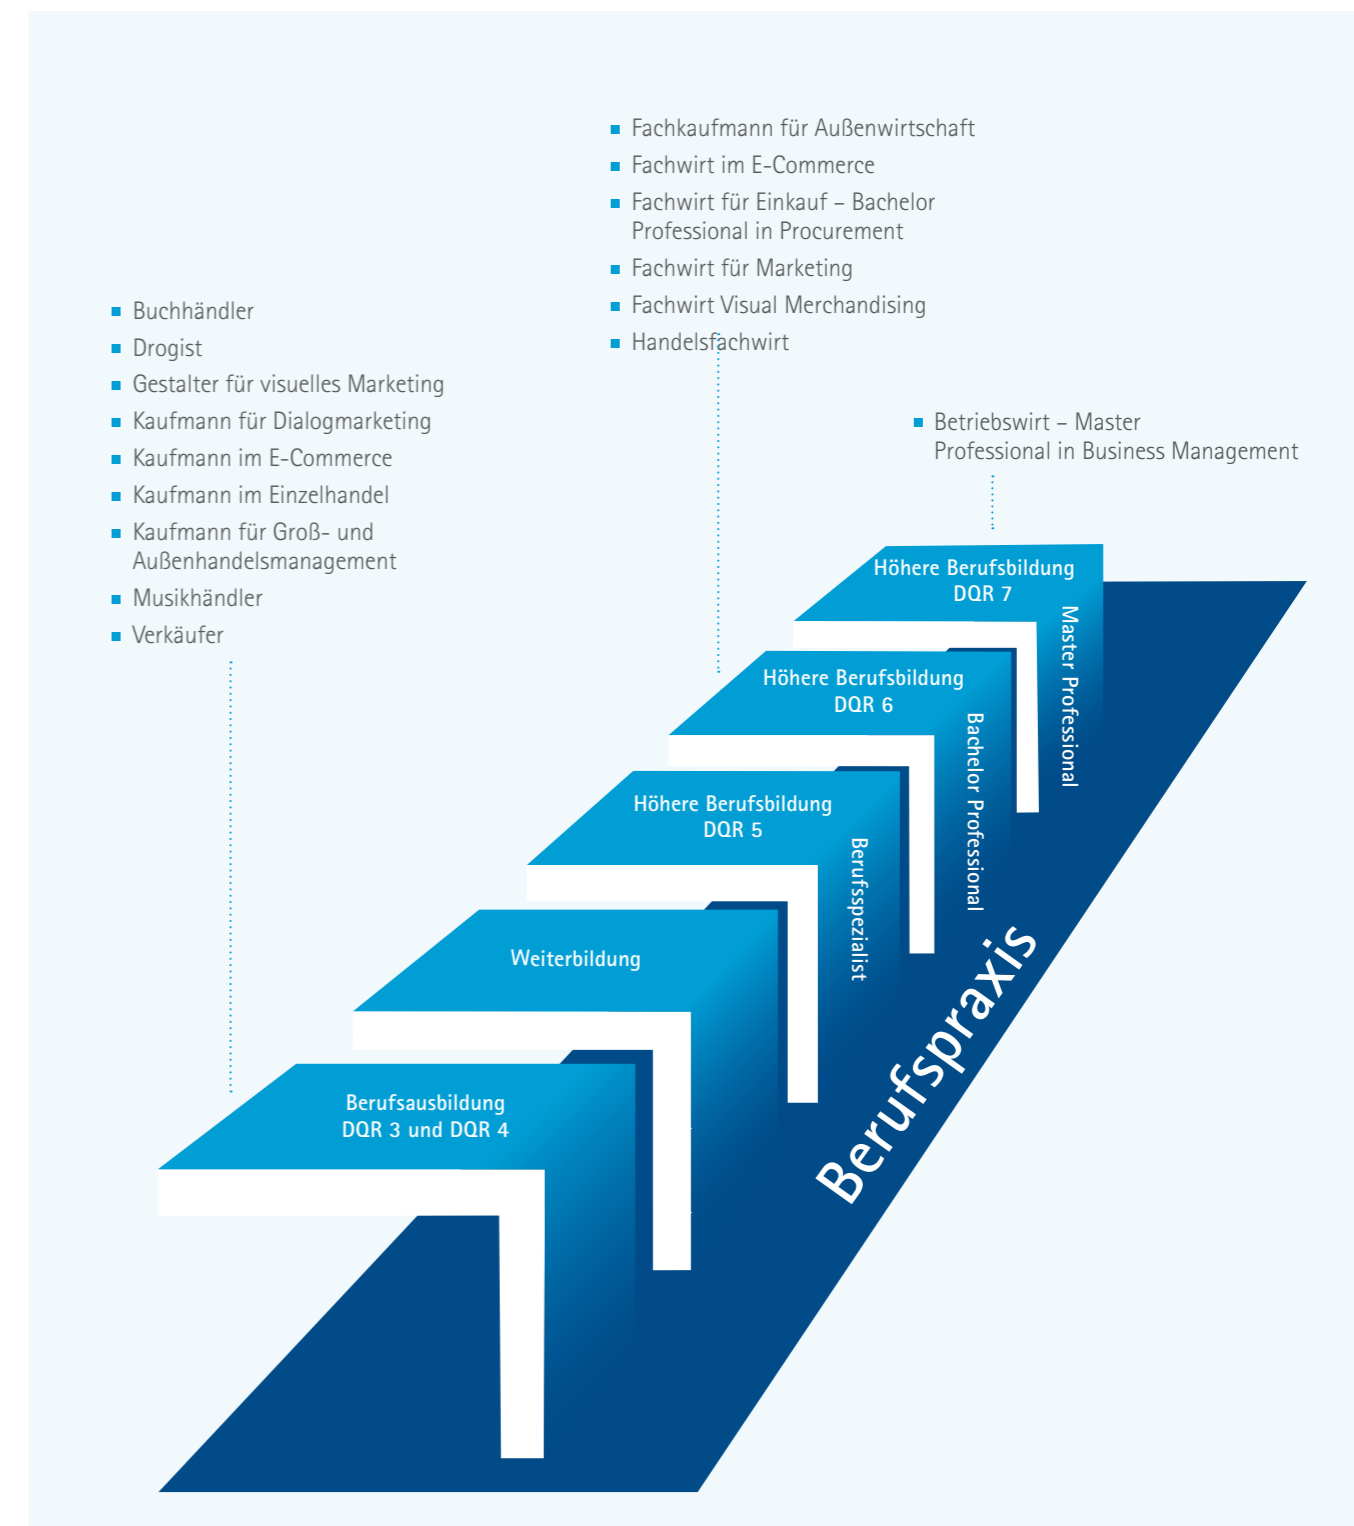 Fachkaufmann für Außenwirtschaft
Fachwirt im E-Commerce
Fachwirt für Einkauf – Bachelor
Professional in Procurement
Fachwirt für Marketing
Fachwirt Visual Merchandising
Handelsfachwirt
Buchhändler
Drogist
Gestalter für visuelles Marketing
Kaufmann für Dialogmarketing
Kaufmann im E-Commerce
Kaufmann im Einzelhandel
Kaufmann für Groß- und
Außenhandelsmanagement
Musikhändler
Verkäufer
Betriebswirt – Master
Professional in Business Management
Höhere Berufsbildung
DQR 7
Master Professional
Höhere Berufsbildung
DQR 6
Bachelor Professional
Höhere Berufsbildung
DQR 5
Berufsspezialist
Weiterbildung
Berufsausbildung
DQR 3 und DQR 4
Berufspraxis